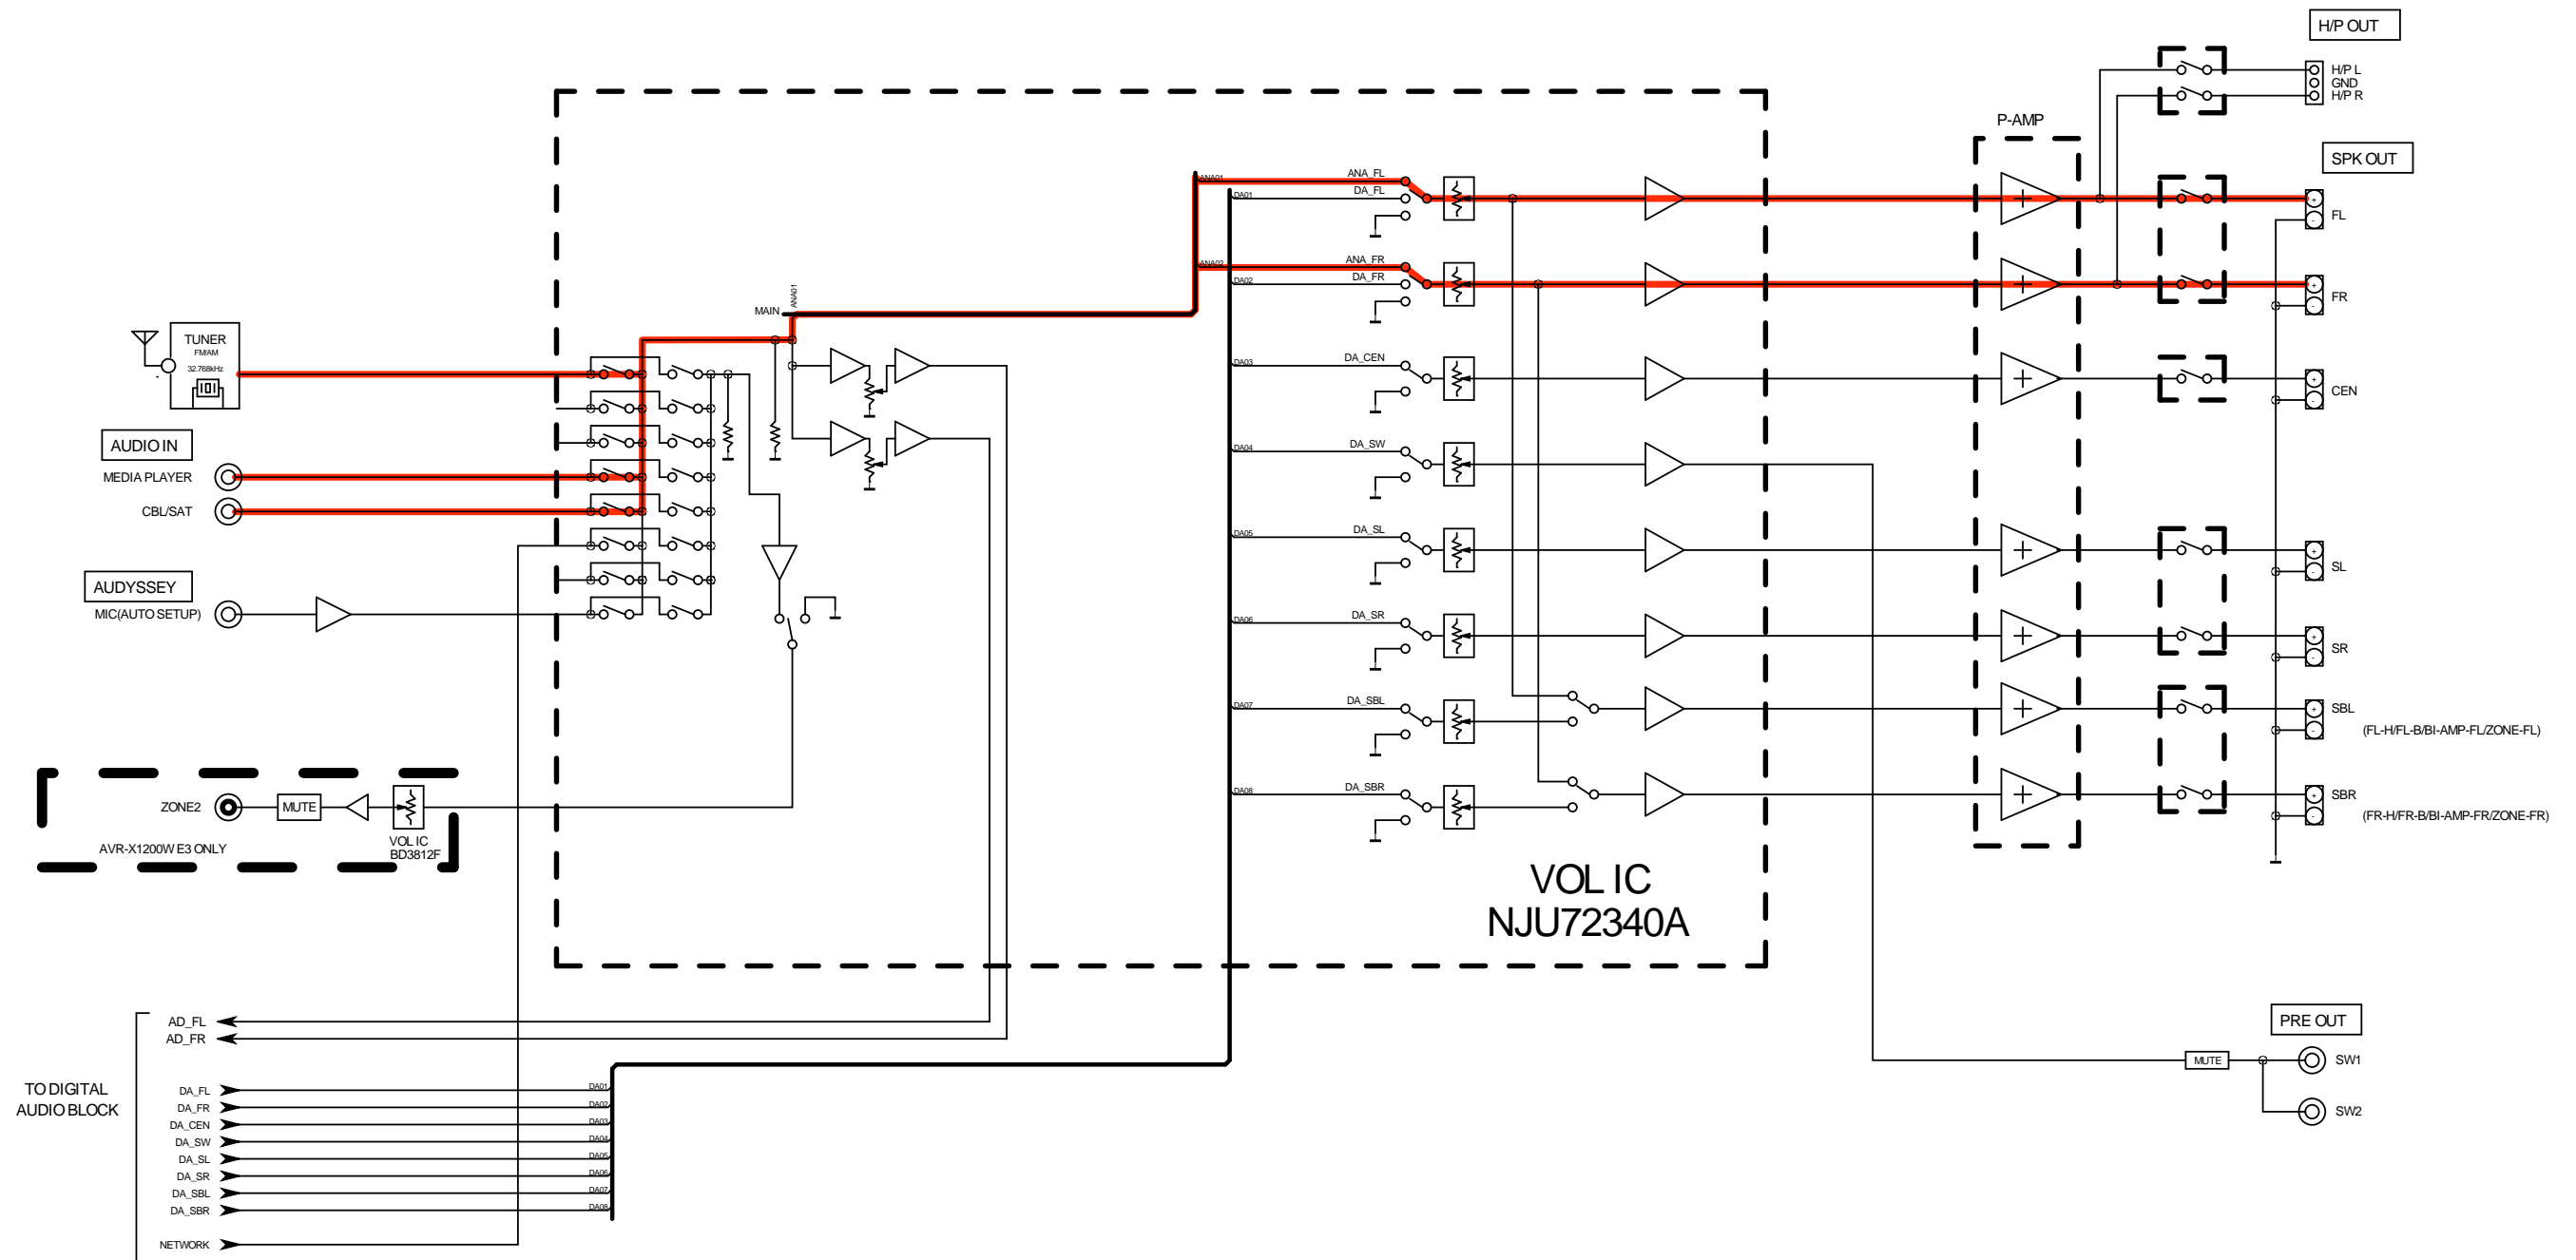 H/P OUT
H/P L
GND
H/P R
P-AMP
SPK OUT
ANA01
ANA_FL
DA01
DA_FL
FL
ANA02
ANA_FR
DA02
DA_FR
FR
MAIN
ANA01
TUNER
FM/AM
32.768kHz
DA03
DA_CEN
CEN
AUDIO IN
MEDIA PLAYER
CBL/SAT
DA04
DA_SW
DA05
DA_SL
SL
AUDYSSEY
MIC(AUTO SETUP)
DA06
DA_SR
SR
DA07
DA_SBL
SBL
(FL-H/FL-B/BI-AMP-FL/ZONE-FL)
DA08
DA_SBR
SBR
(FR-H/FR-B/BI-AMP-FR/ZONE-FR)
ZONE2
MUTE
VOL IC
BD3812F
AVR-X1200W E3 ONLY
VOL IC
NJU72340A
AD_FL
AD_FR
PRE OUT
MUTE
SW1
SW2
TO DIGITAL
AUDIO BLOCK
DA_FL
DA01
DA_FR
DA02
DA_CEN
DA03
DA_SW
DA04
DA_SL
DA05
DA_SR
DA06
DA_SBL
DA07
DA_SBR
DA08
NETWORK